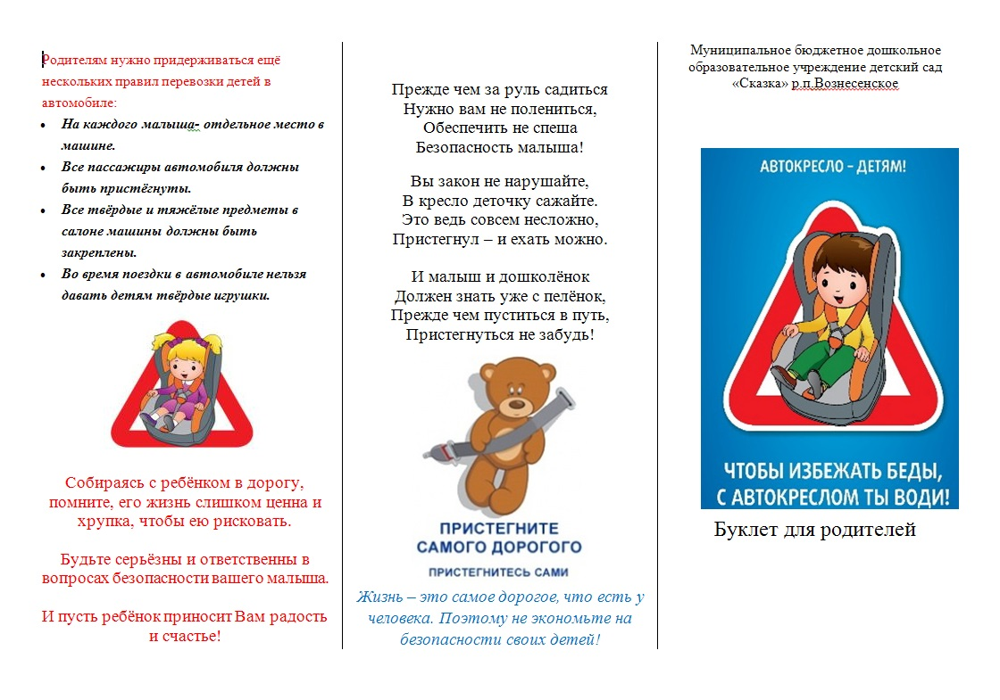 Родителям нужно придерживаться ещё
нескольких правил перевозки детей в
автомобиле:
• На каждого малыша- отдельное место в
машине.
• Все пассажиры автомобиля должны
быть пристёгнуты.
• Все твёрдые и тяжёлые предметы в
салоне машины должны быть
закреплены.
• Во время поездки в автомобиле нельзя
давать детям твёрдые игрушки.
Собираясь с ребёнком в дорогу,
помните, его жизнь слишком ценна и
хрупка, чтобы ею рисковать.
Будьте серьёзны и ответственны в
вопросах безопасности вашего малыша.
И пусть ребёнок приносит Вам радость
и счастье!
Прежде чем за руль садиться
Нужно вам не полениться,
Обеспечить не спеша
Безопасность малыша!
Вы закон не нарушайте,
В кресло деточку сажайте.
Это ведь совсем несложно,
Пристегнул – и ехать можно.
И малыш и дошколёнок
Должен знать уже с пелёнок,
Прежде чем пуститься в путь,
Пристегнуться не забудь!
ПРИСТЕГНИТЕ
САМОГО ДОРОГОГО
ПРИСТЕГНИТЕСЬ САМИ
Жизнь – это самое дорогое, что есть у
человека. Поэтому не экономьте на
безопасности своих детей!
Муниципальное бюджетное дошкольное
образовательное учреждение детский сад
«Сказка» р.п.Вознесенское
АВТОКРЕСЛО – ДЕТЯМ!
ЧТОБЫ ИЗБЕЖАТЬ БЕДЫ,
С АВТОКРЕСЛОМ ТЫ ВОДИ!
Буклет для родителей